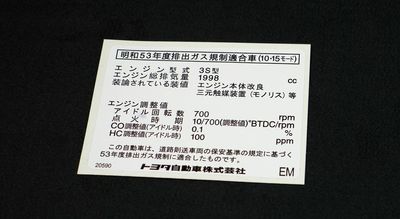 昭和53年度排出ガス規制適合車(10・15モード)
エンジン型式 3S型
エンジン総排気量 1998 cc
装論されている装値 エンジン本体改良
三元触媒装置(モノリス)等
エンジン調整値
アイドル回転数 700 rpm
点火時期 10/700(調整値)°BTDC/rpm
CO調整値(アイドル時) 0.1 %
HC調整値(アイドル時) 100 ppm
この自動車は、道路剛送車両の保安基準の規定に基づく
53年度排出ガス規制に適合したものです。
20590 トヨタ自動車株式会社 EM